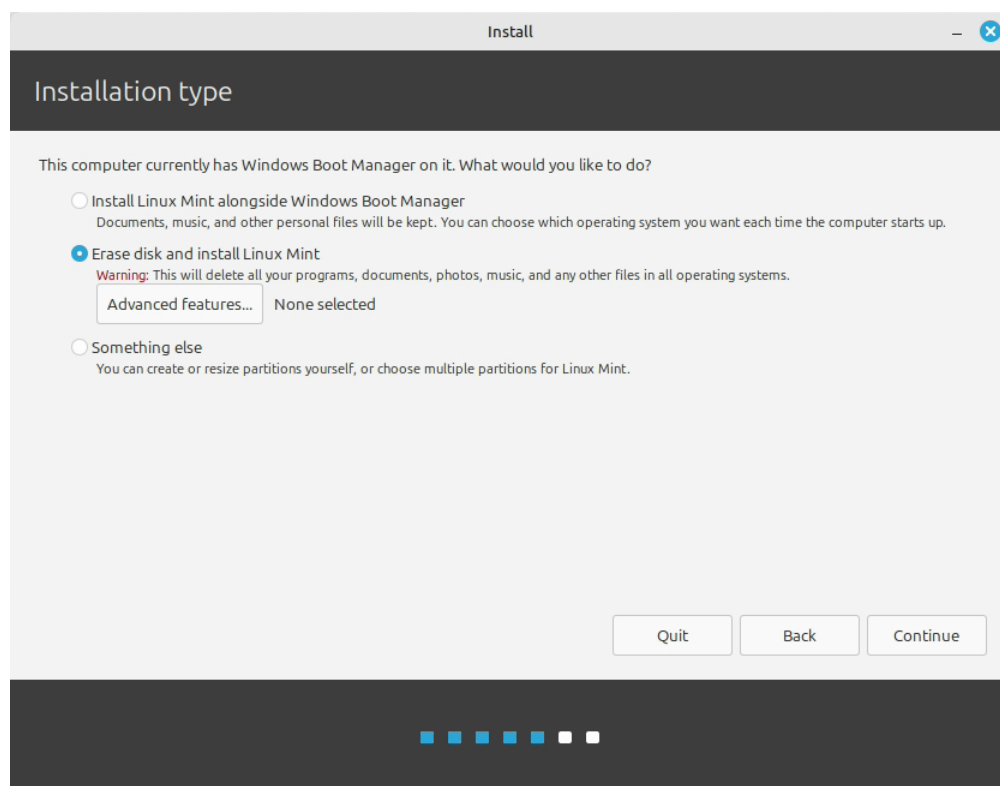 Install
Installation type
This computer currently has Windows Boot Manager on it. What would you like to do?
Install Linux Mint alongside Windows Boot Manager
Documents, music, and other personal files will be kept. You can choose which operating system you want each time the computer starts up.
Erase disk and install Linux Mint
Warning: This will delete all your programs, documents, photos, music, and any other files in all operating systems.
Advanced features... None selected
Something else
You can create or resize partitions yourself, or choose multiple partitions for Linux Mint.
Quit Back Continue